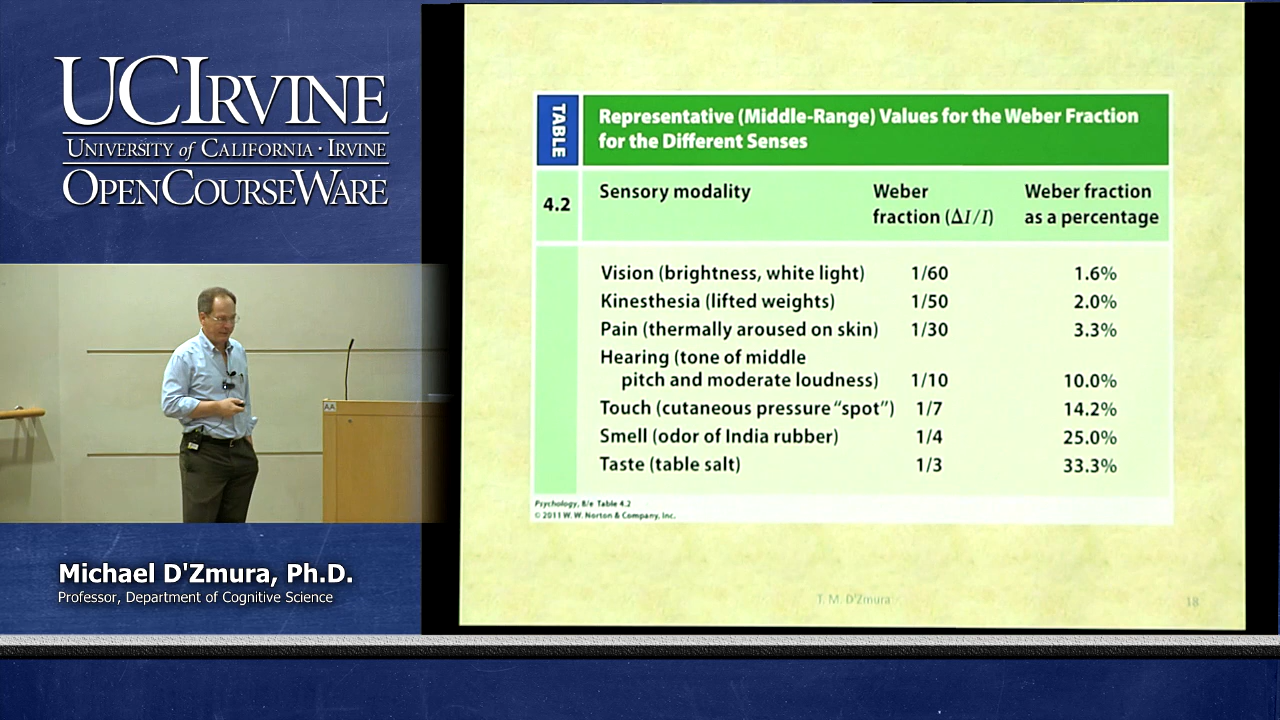 UCIRVINE
UNIVERSITY of CALIFORNIA · IRVINE
OPENCOURSEWARE
AA
Michael D'Zmura, Ph.D.
Professor, Department of Cognitive Science
TABLE
4.2
Representative (Middle-Range) Values for the Weber Fraction
for the Different Senses
Sensory modality Weber fraction (ΔI/I) Weber fraction as a percentage
Vision (brightness, white light) 1/60 1.6%
Kinesthesia (lifted weights) 1/50 2.0%
Pain (thermally aroused on skin) 1/30 3.3%
Hearing (tone of middle
pitch and moderate loudness) 1/10 10.0%
Touch (cutaneous pressure “spot”) 1/7 14.2%
Smell (odor of India rubber) 1/4 25.0%
Taste (table salt) 1/3 33.3%
Psychology, 8/e Table 4.2
© 2011 W. W. Norton & Company, Inc.
T. M. D'Zmura
18